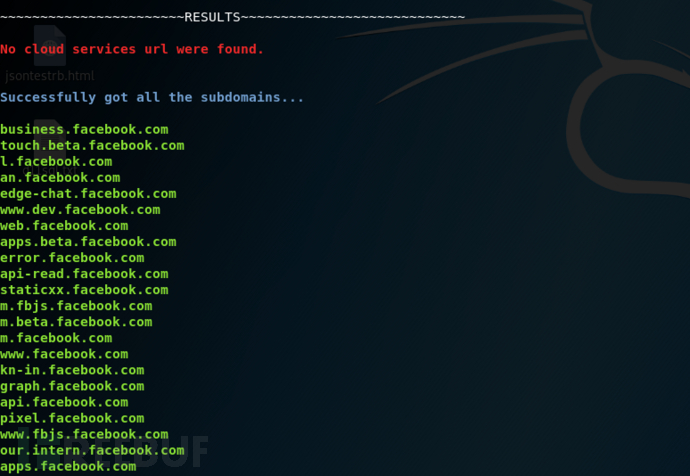 ~~~~~~~~~~~~~~~~~~~~~~~RESULTS~~~~~~~~~~~~~~~~~~~~~~~~~~~~
No cloud services url were found.
jsontestrb.html
Successfully got all the subdomains...
business.facebook.com
touch.beta.facebook.com
l.facebook.com
an.facebook.com
edge-chat.facebook.com
www.dev.facebook.com
web.facebook.com
apps.beta.facebook.com
error.facebook.com
api-read.facebook.com
staticxx.facebook.com
m.fbjs.facebook.com
m.beta.facebook.com
m.facebook.com
www.facebook.com
kn-in.facebook.com
graph.facebook.com
api.facebook.com
pixel.facebook.com
www.fbjs.facebook.com
our.intern.facebook.com
apps.facebook.com